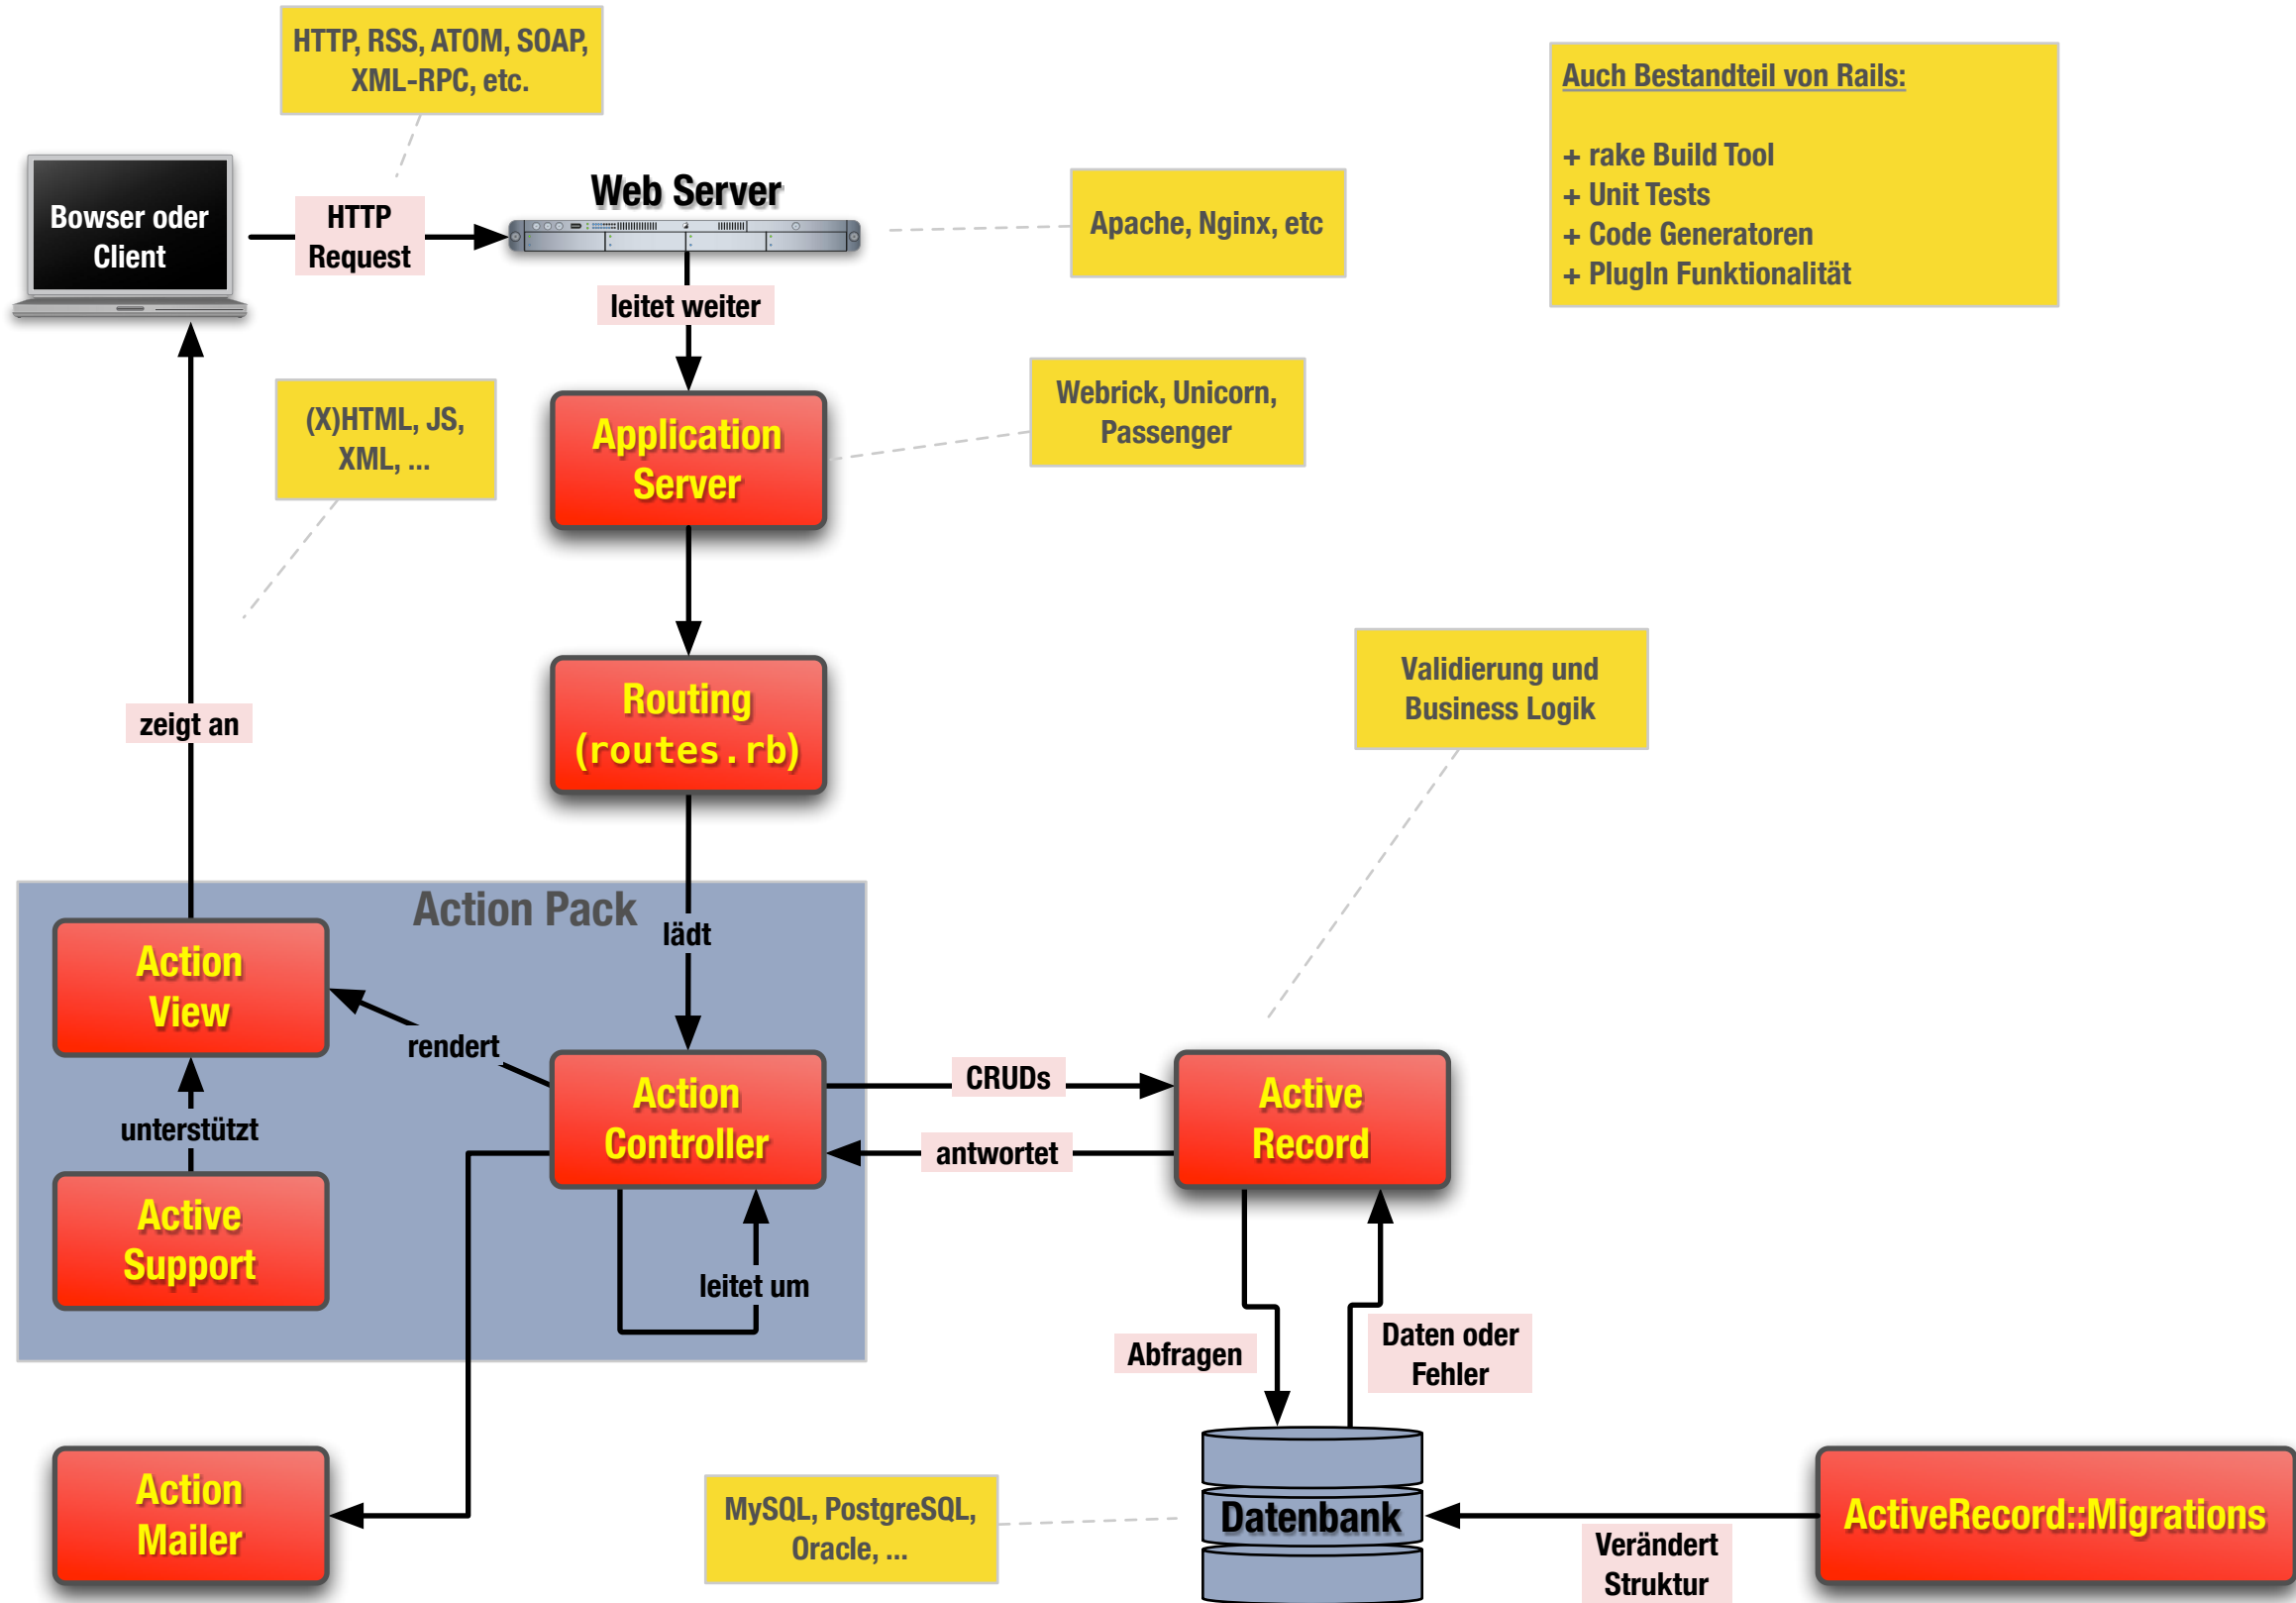 HTTP, RSS, ATOM, SOAP,
XML-RPC, etc.
Auch Bestandteil von Rails:
+ rake Build Tool
+ Unit Tests
+ Code Generatoren
+ PlugIn Funktionalität
Bowser oder
Client
HTTP
Request
Web Server
Apache, Nginx, etc
leitet weiter
(X)HTML, JS,
XML, ...
Application
Server
Webrick, Unicorn,
Passenger
zeigt an
Routing
(routes.rb)
Validierung und
Business Logik
Action Pack
lädt
Action
View
rendert
unterstützt
Active
Support
Action
Controller
leitet um
CRUDs
antwortet
Active
Record
Abfragen
Daten oder
Fehler
Action
Mailer
MySQL, PostgreSQL,
Oracle, ...
Datenbank
Verändert
Struktur
ActiveRecord::Migrations